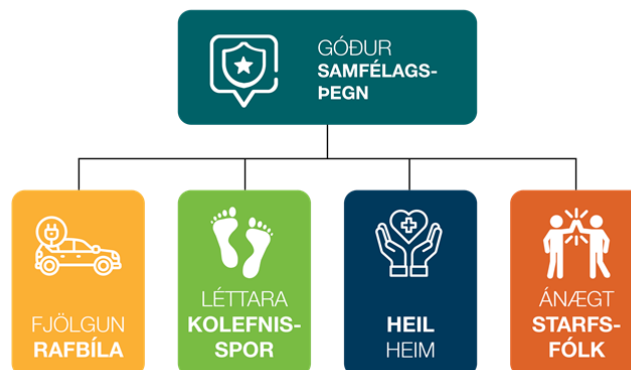 GÓÐUR
SAMFÉLAGS-
ÞEGN
FJÖLGUN
RAFBÍLA
LÉTTARA
KOLEFNIS-
SPOR
HEIL
HEIM
ÁNÆGT
STARFS-
FÓLK